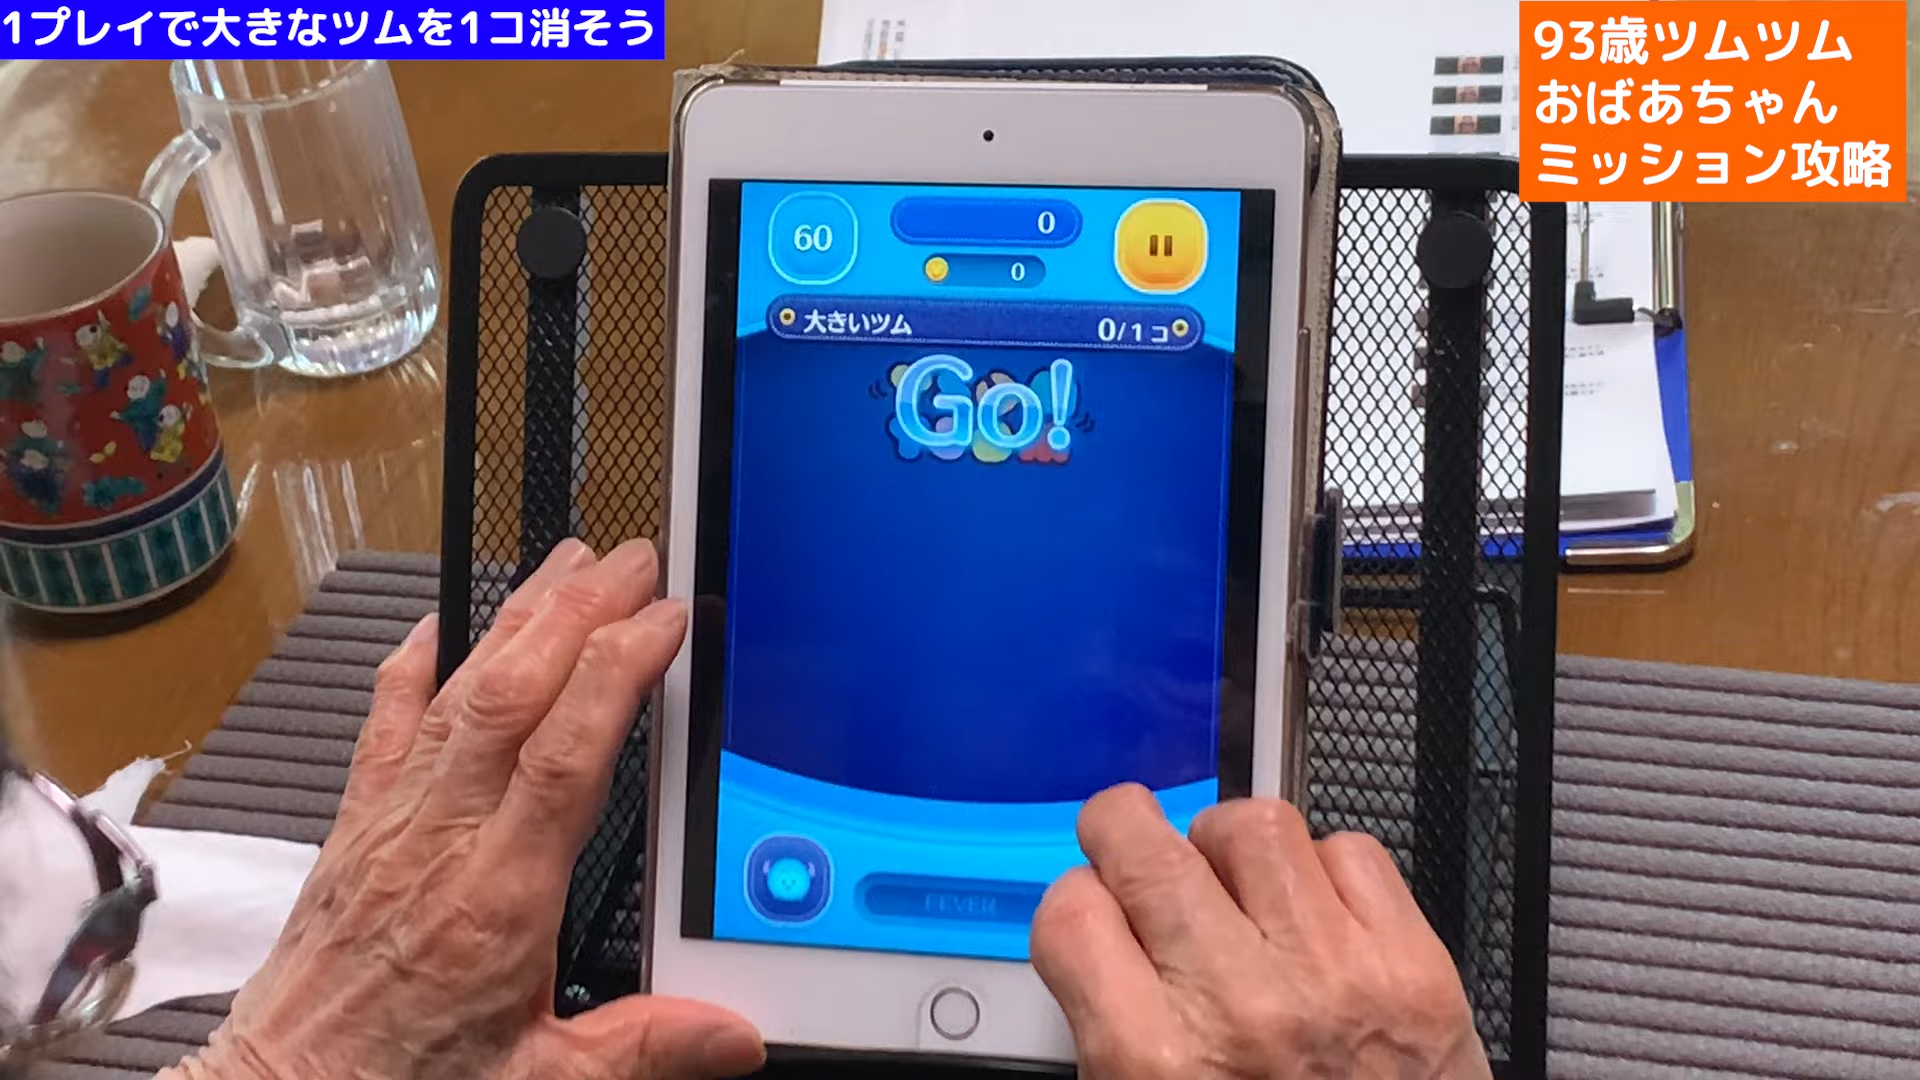 1プレイで大きなツムを1コ消そう
93歳ツムツム
おばあちゃん
ミッション攻略
60
0
0
大きいツム 0/1コ
Go!
FEVER